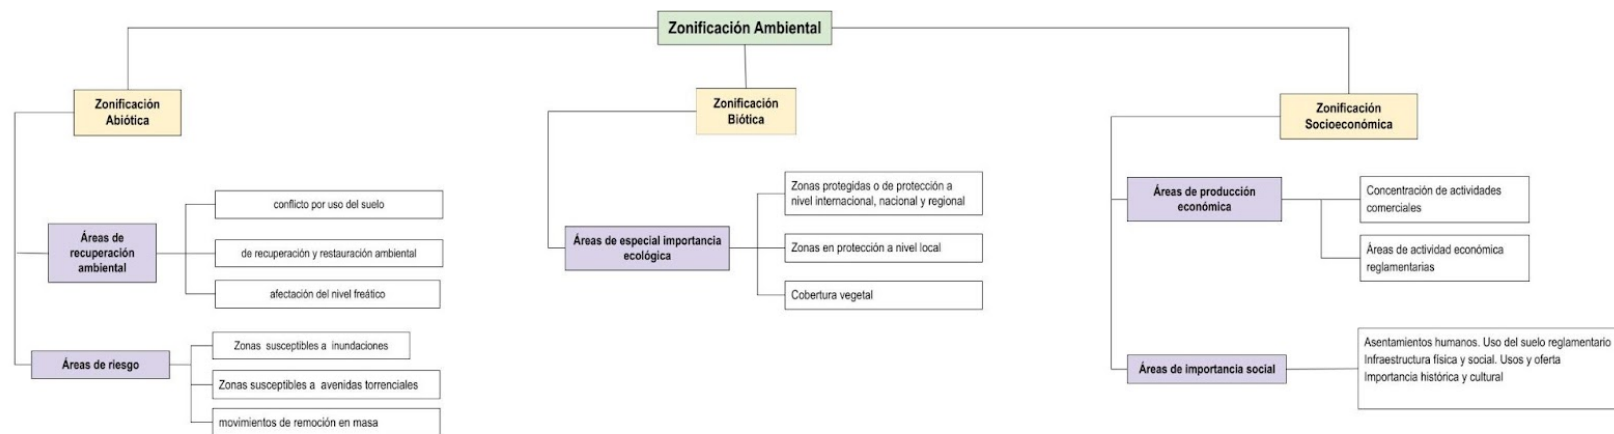 Zonificación Ambiental
Zonificación
Abiótica
Áreas de
recuperación
ambiental
conflicto por uso del suelo
de recuperación y restauración ambiental
afectación del nivel freático
Áreas de riesgo
Zonas susceptibles a inundaciones
Zonas susceptibles a avenidas torrenciales
movimientos de remoción en masa
Zonificación
Biótica
Áreas de especial importancia
ecológica
Zonas protegidas o de protección a
nivel internacional, nacional y regional
Zonas en protección a nivel local
Cobertura vegetal
Zonificación
Socioeconómica
Áreas de producción
económica
Concentración de actividades
comerciales
Áreas de actividad económica
reglamentarias
Áreas de importancia social
Asentamientos humanos. Uso del suelo reglamentario
Infraestructura física y social. Usos y oferta
Importancia histórica y cultural